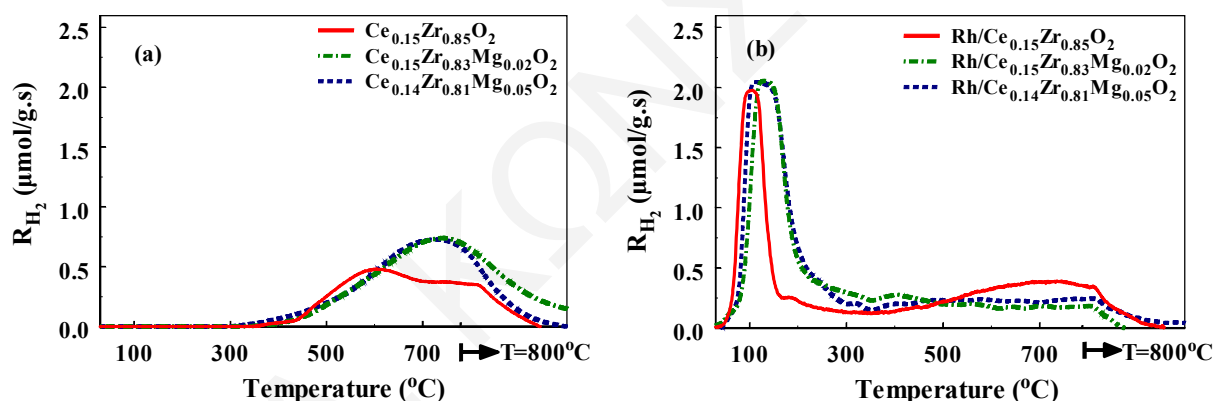 (a)
Ce0.15Zr0.85O2
Ce0.15Zr0.83Mg0.02O2
Ce0.14Zr0.81Mg0.05O2
RH2 (μmol/g.s)
2.5
2.0
1.5
1.0
0.5
0.0
100 300 500 700 T=800°C
Temperature (°C)
(b)
Rh/Ce0.15Zr0.85O2
Rh/Ce0.15Zr0.83Mg0.02O2
Rh/Ce0.14Zr0.81Mg0.05O2
RH2 (μmol/g.s)
2.5
2.0
1.5
1.0
0.5
0.0
100 300 500 700 T=800°C
Temperature (°C)